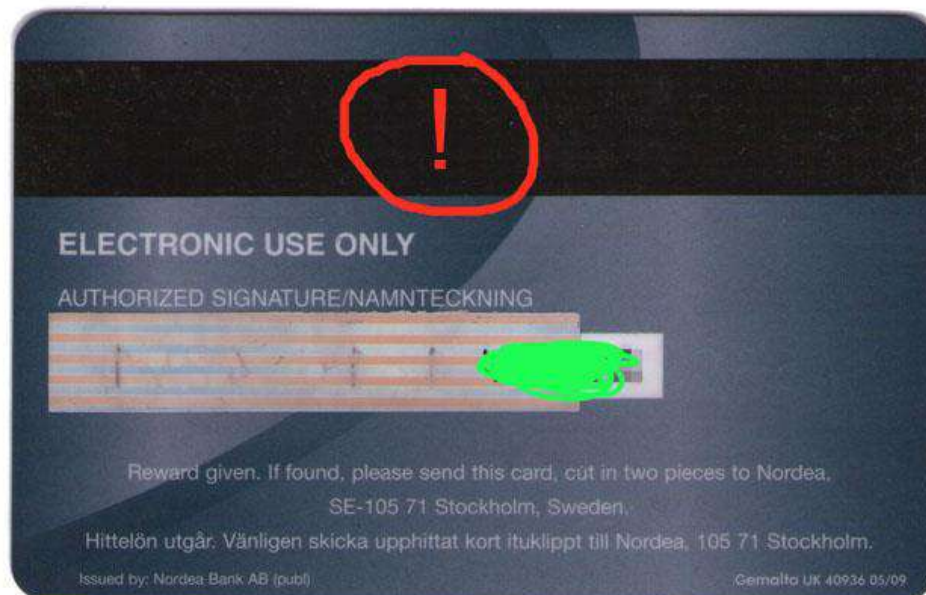 !
ELECTRONIC USE ONLY
AUTHORIZED SIGNATURE/NAMNTECKNING
Reward given. If found, please send this card, cut in two pieces to Nordea,
SE-105 71 Stockholm, Sweden.
Hittelön utgår. Vänligen skicka upphittat kort ituklippt till Nordea, 105 71 Stockholm.
Issued by: Nordea Bank AB (publ)
Gemalto UK 40936 05/09